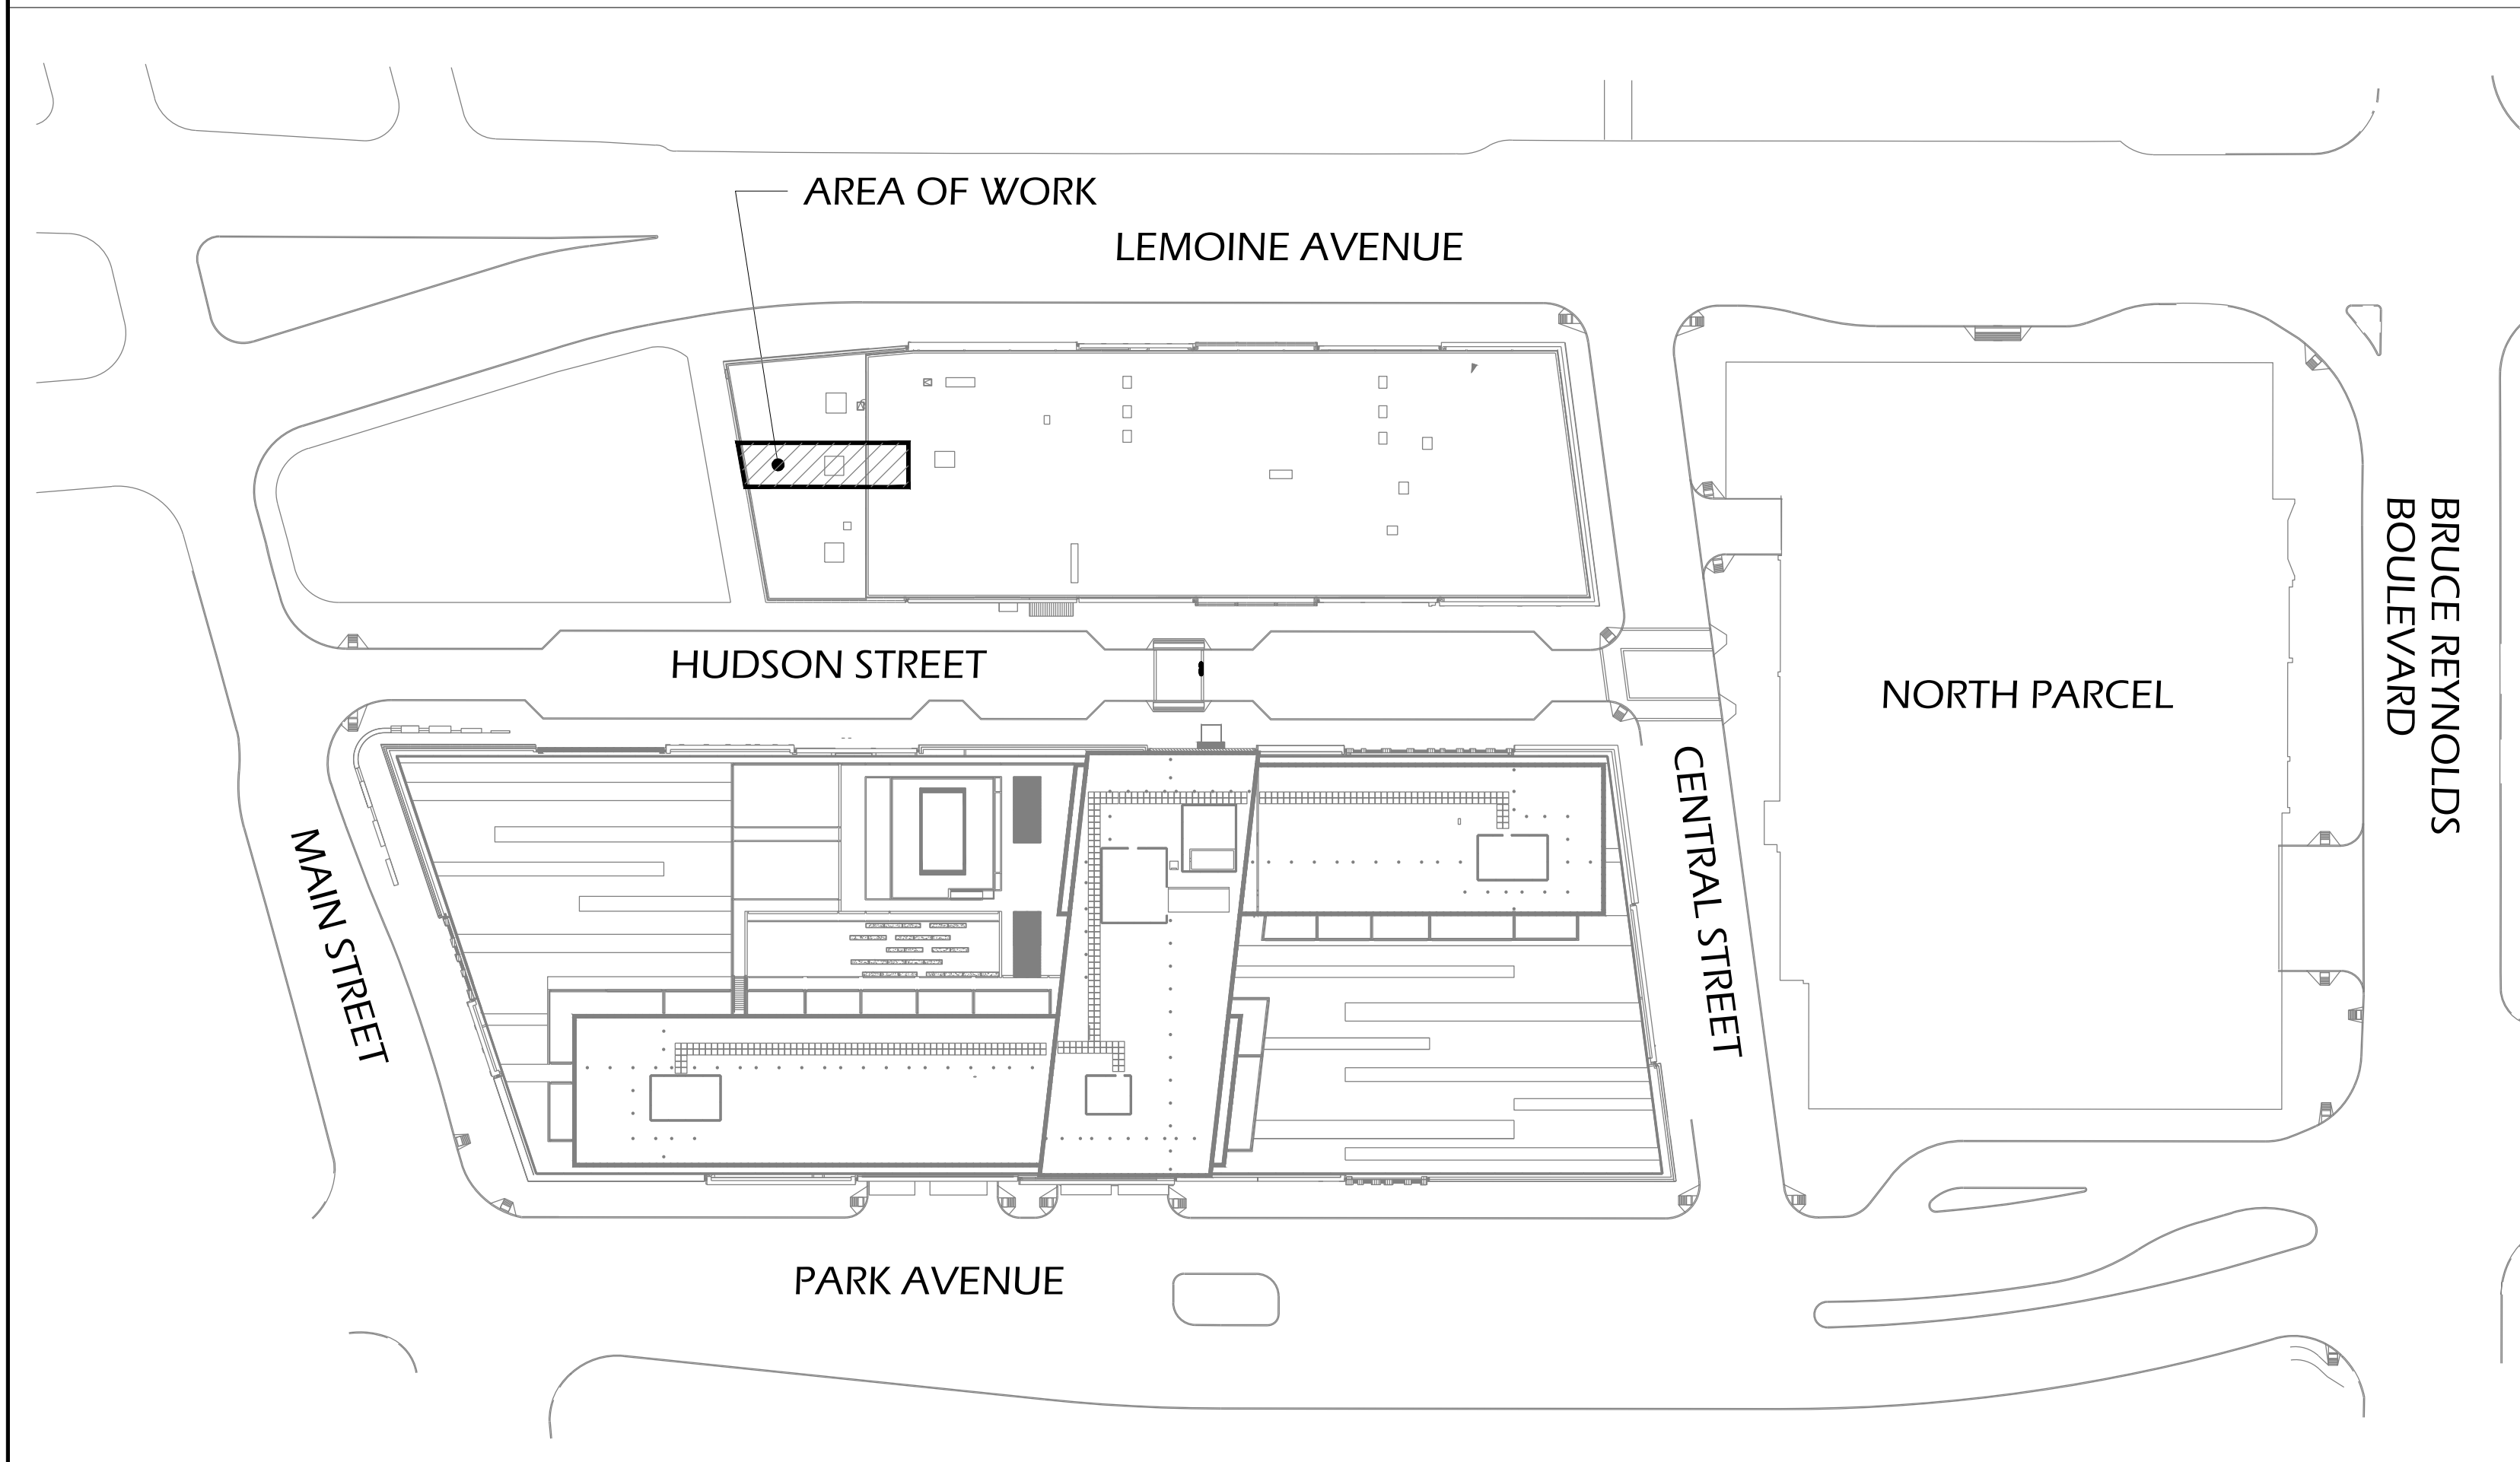 AREA OF WORK
LEMOINE AVENUE
BRUCE REYNOLDS
BOULEVARD
HUDSON STREET
NORTH PARCEL
CENTRAL STREET
MAIN STREET
PARK AVENUE